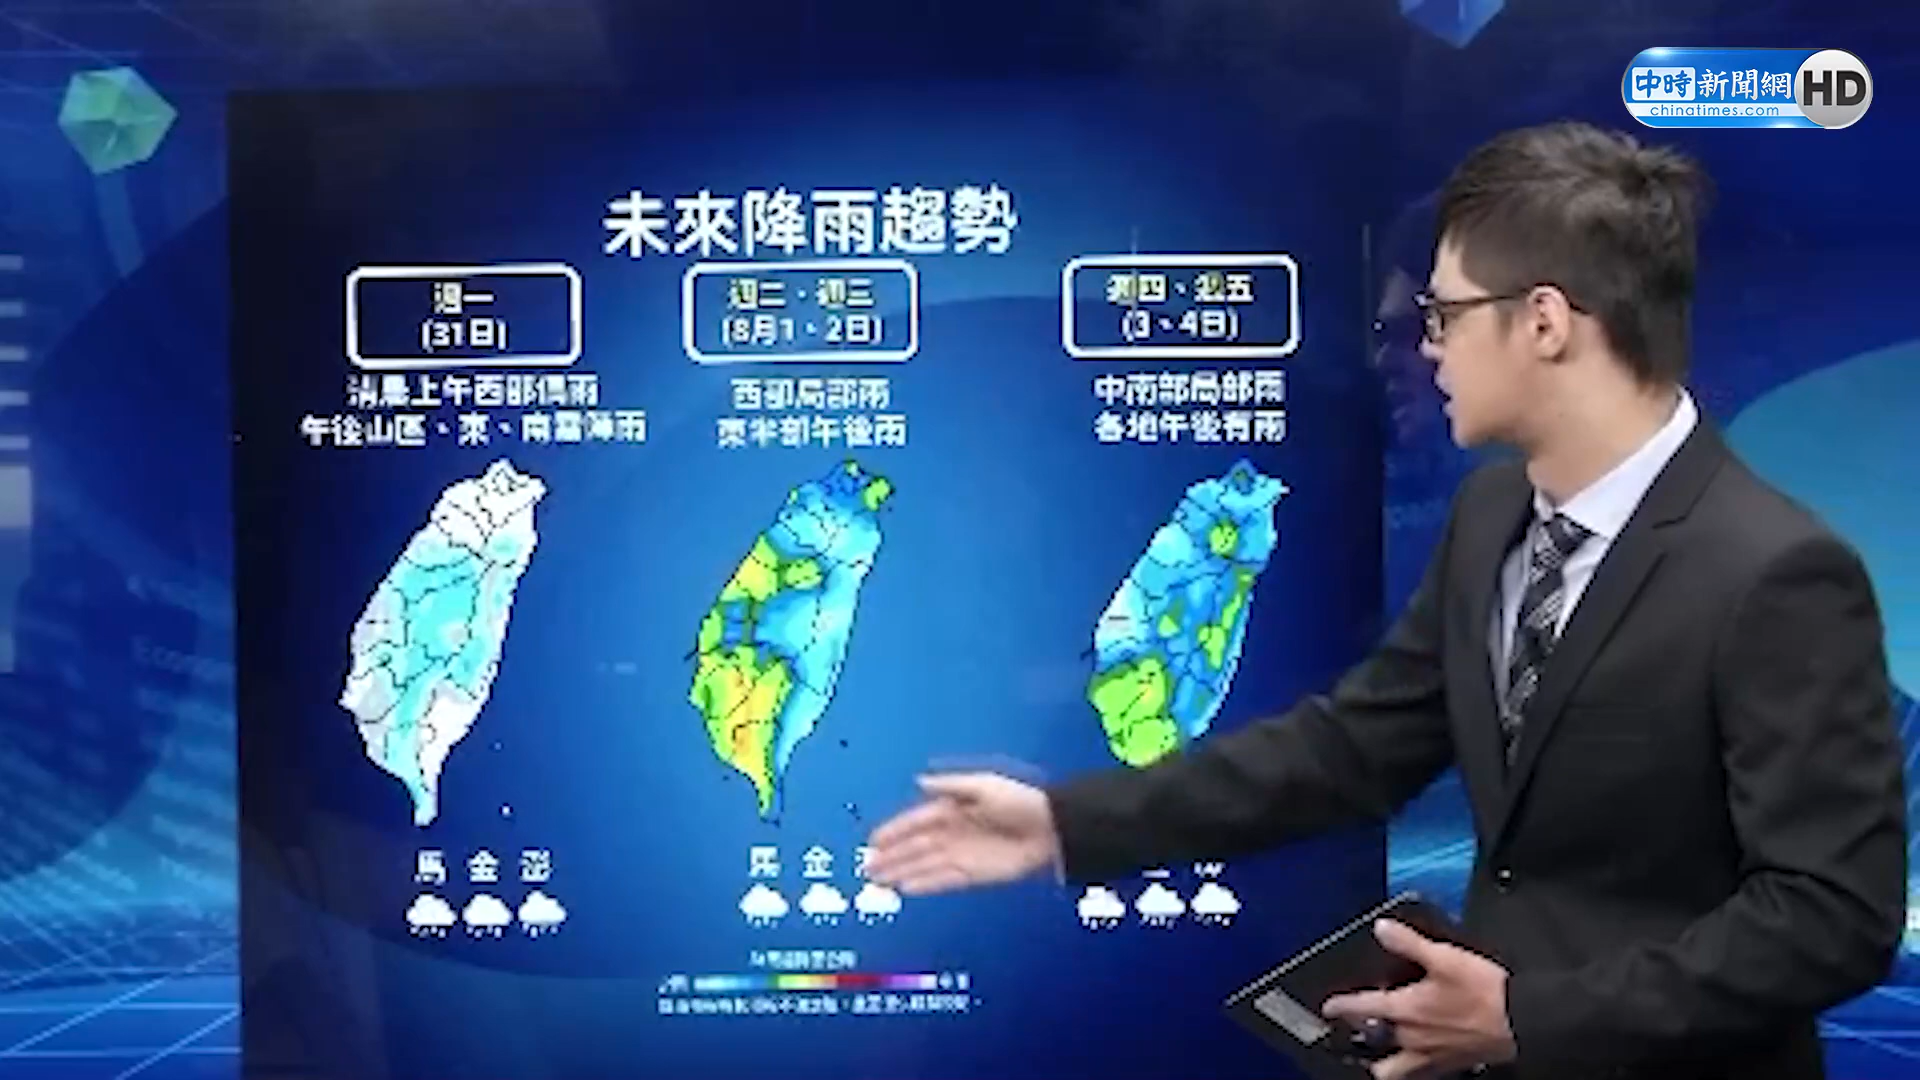 中時新聞網 HD
chinatimes.com
未來降雨趨勢
週一
(31日)
週二、週三
(8月1、2日)
週四、週五
(3、4日)
清晨上午西部偶雨
午後山區、東、南部陣雨
西部局部雨
東半部午後雨
中南部局部雨
各地午後有雨
馬 金 澎
馬 金